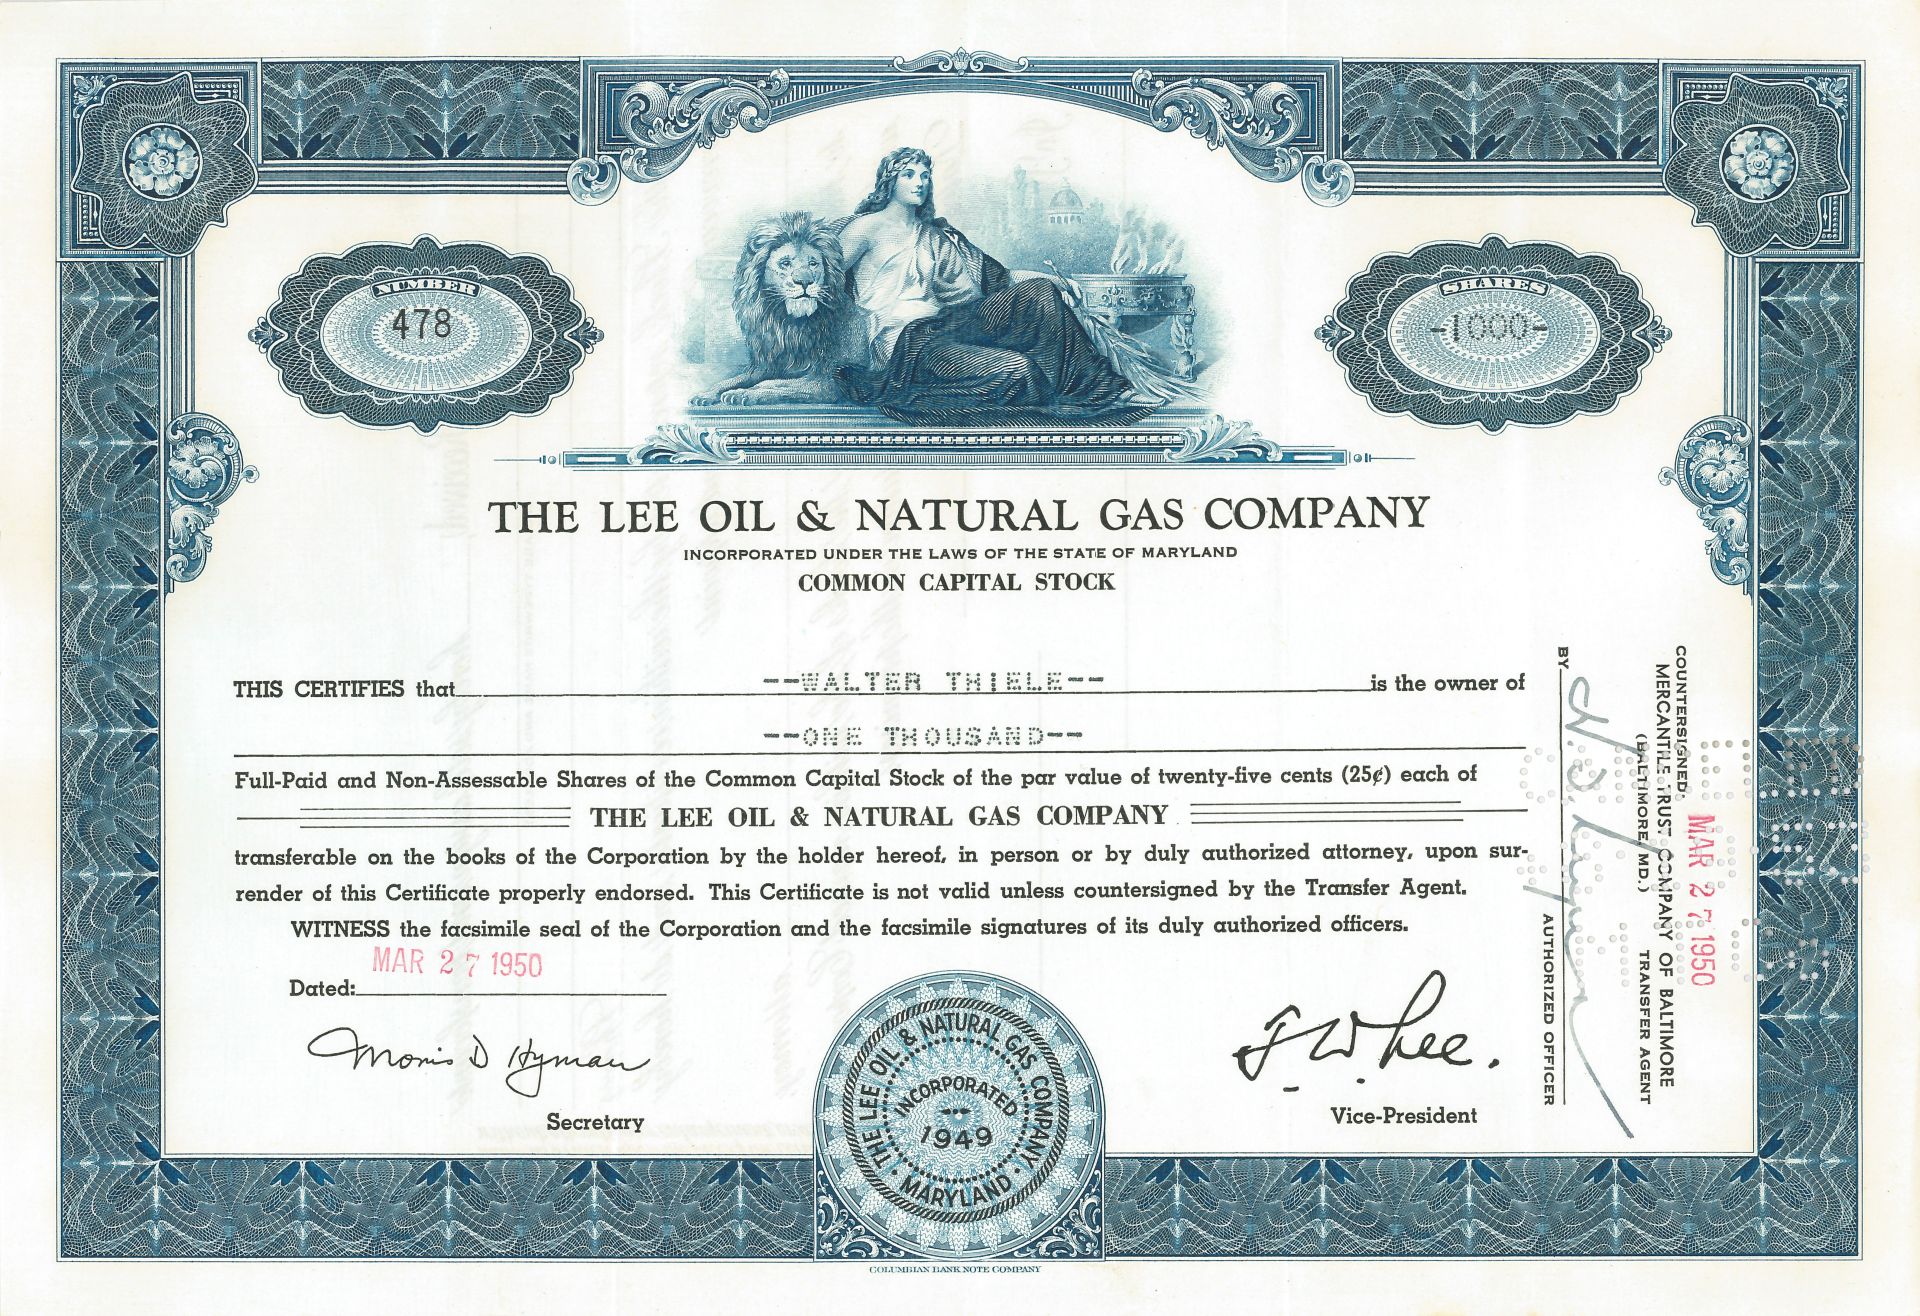 NUMBER
478
SHARES
-1000-
THE LEE OIL & NATURAL GAS COMPANY
INCORPORATED UNDER THE LAWS OF THE STATE OF MARYLAND
COMMON CAPITAL STOCK
THIS CERTIFIES that --WALTER THIELE-- is the owner of
--ONE THOUSAND--
Full-Paid and Non-Assessable Shares of the Common Capital Stock of the par value of twenty-five cents (25¢) each of
THE LEE OIL & NATURAL GAS COMPANY
transferable on the books of the Corporation by the holder hereof, in person or by duly authorized attorney, upon sur-
render of this Certificate properly endorsed. This Certificate is not valid unless countersigned by the Transfer Agent.
WITNESS the facsimile seal of the Corporation and the facsimile signatures of its duly authorized officers.
MAR 27 1950
Dated:
Morris D Hyman
Secretary
THE LEE OIL & NATURAL GAS COMPANY
INCORPORATED
1949
MARYLAND
F. W. Lee.
Vice-President
COUNTERSIGNED: MAR 27 1950
MERCANTILE TRUST COMPANY OF BALTIMORE
(BALTIMORE, MD.) TRANSFER AGENT
BY
AUTHORIZED OFFICER
COLUMBIAN BANK NOTE COMPANY